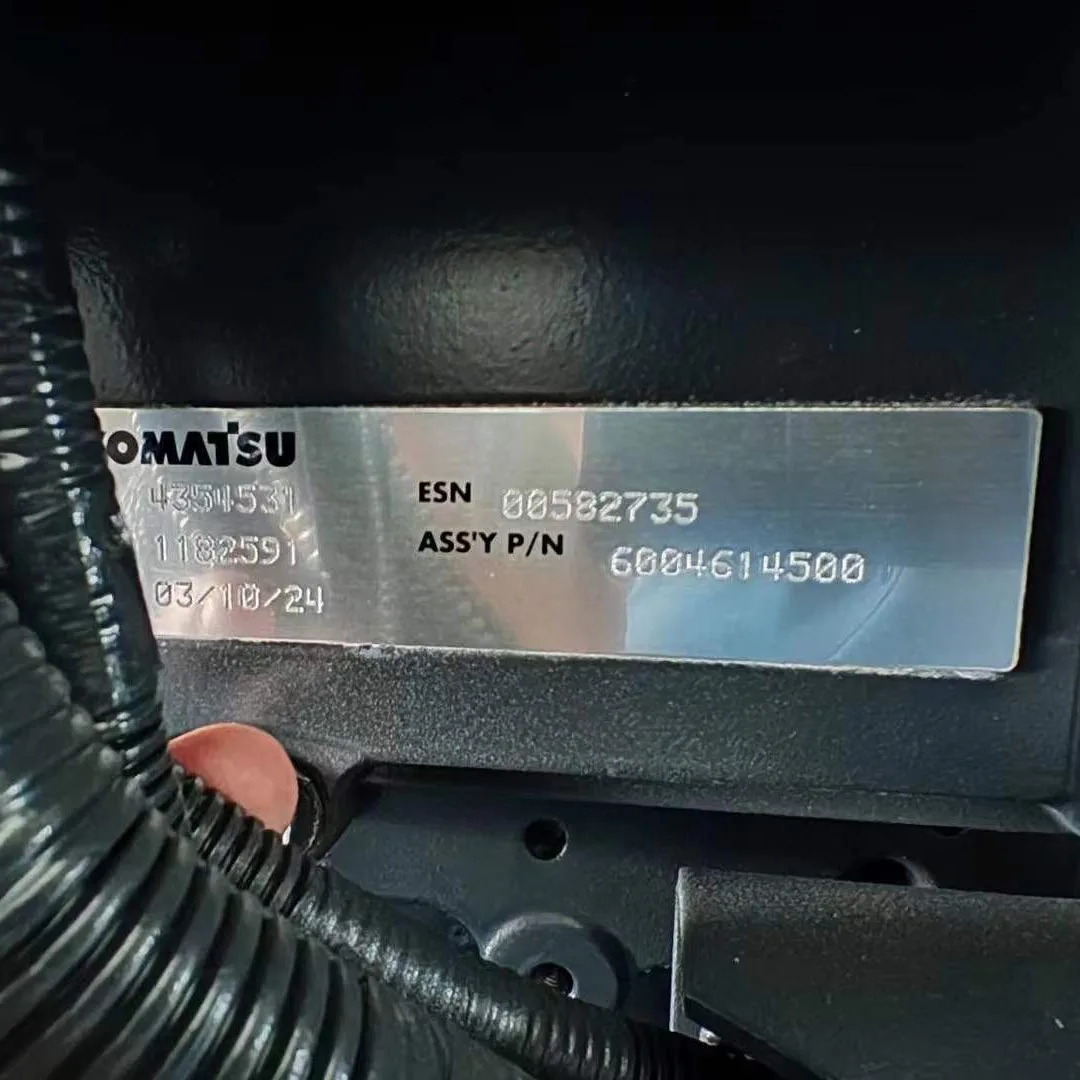 KOMATSU
4354531
1182591
03/10/24
ESN 00582735
ASS'Y P/N 6004614500